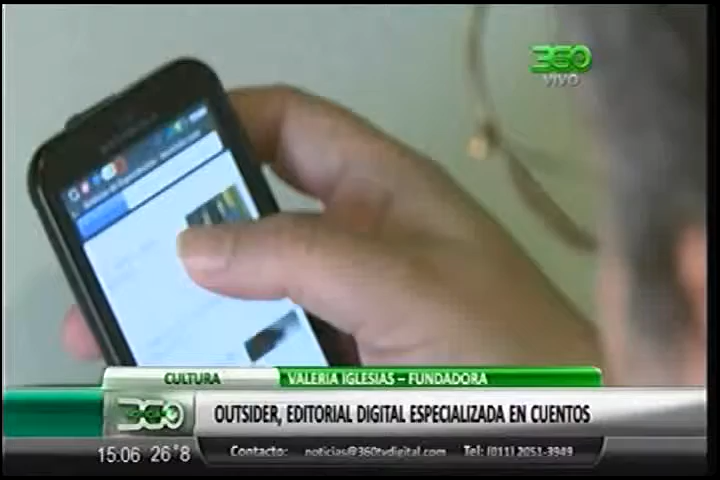 360
VIVO
CULTURA
VALERIA IGLESIAS – FUNDADORA
360
OUTSIDER, EDITORIAL DIGITAL ESPECIALIZADA EN CUENTOS
15:06 26°8
Contacto: noticias@360tvdigital.com Tel: (011) 2051-3949